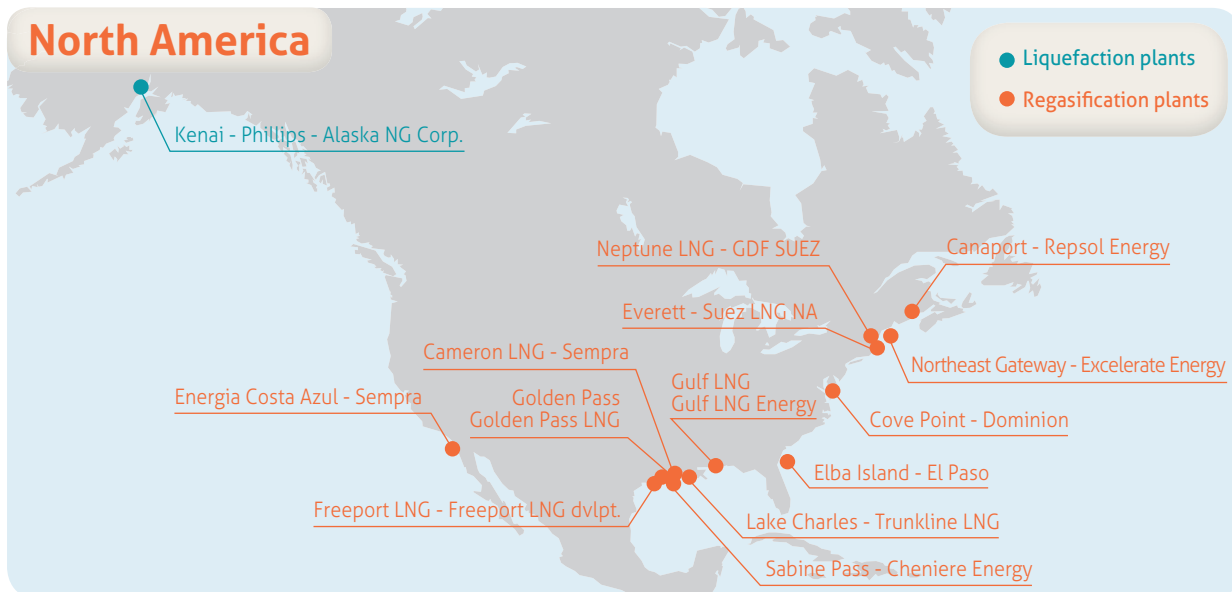 North America
Liquefaction plants
Regasification plants
Kenai - Phillips - Alaska NG Corp.
Neptune LNG - GDF SUEZ
Canaport - Repsol Energy
Everett - Suez LNG NA
Northeast Gateway - Excelerate Energy
Cameron LNG - Sempra
Energia Costa Azul - Sempra
Golden Pass
Golden Pass LNG
Gulf LNG
Gulf LNG Energy
Cove Point - Dominion
Elba Island - El Paso
Freeport LNG - Freeport LNG dvlpt.
Lake Charles - Trunkline LNG
Sabine Pass - Cheniere Energy